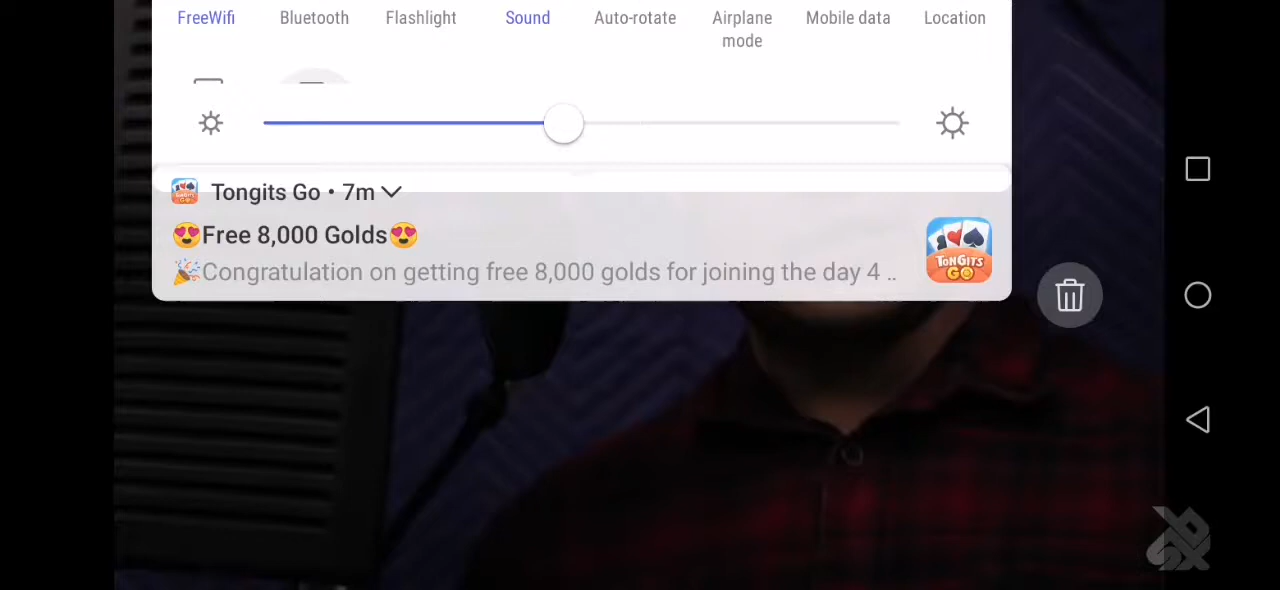 FreeWifi
Bluetooth
Flashlight
Sound
Auto-rotate
Airplane mode
Mobile data
Location
Tongits Go • 7m
😍Free 8,000 Golds😍
🎉Congratulation on getting free 8,000 golds for joining the day 4 ..
TONGITS
GO